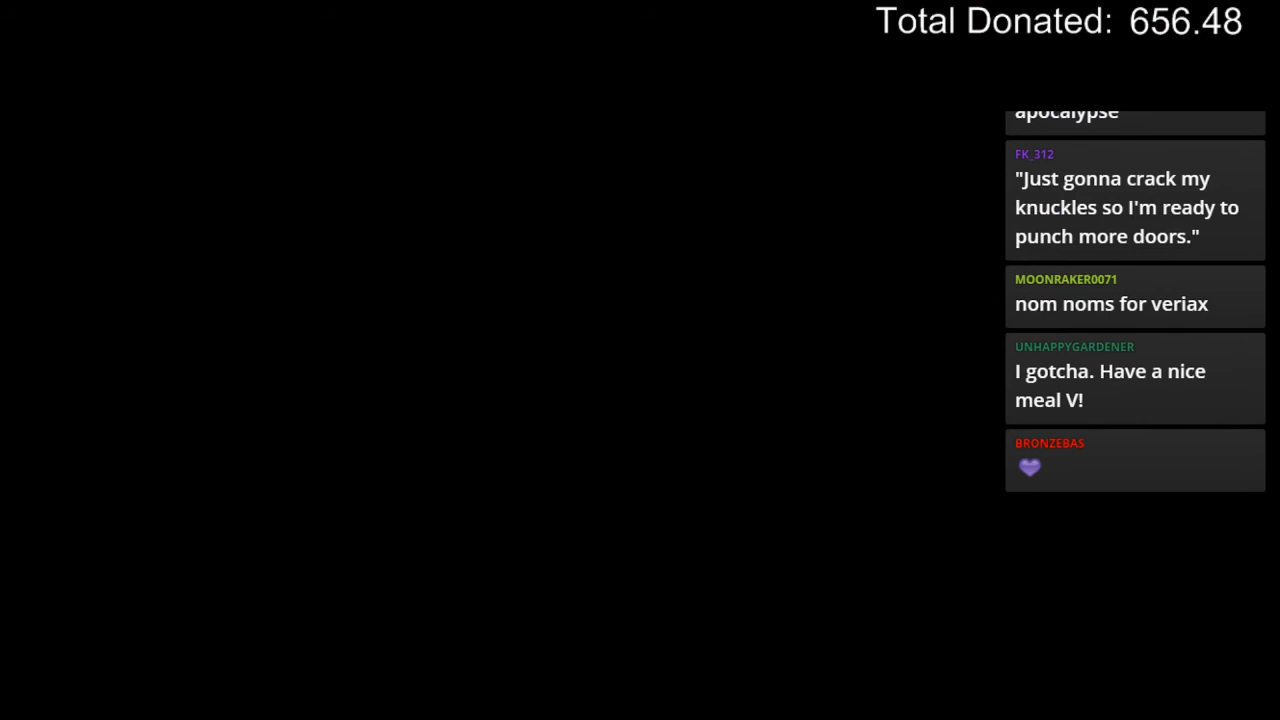 Total Donated: 656.48
apocalypse
FK_312
"Just gonna crack my
knuckles so I'm ready to
punch more doors."
MOONRAKER0071
nom noms for veriax
UNHAPPYGARDENER
I gotcha. Have a nice
meal V!
BRONZEBAS